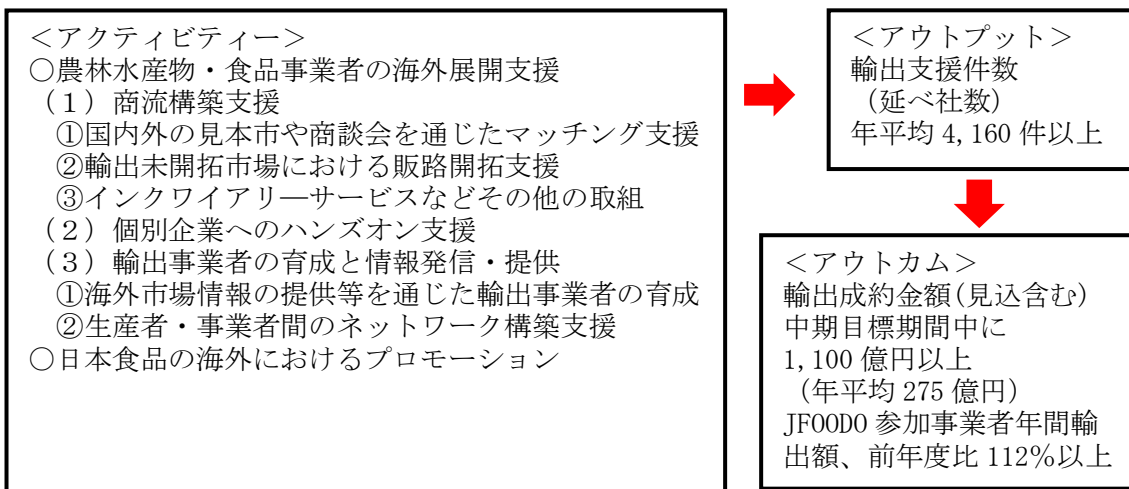 ＜アクティビティー＞
○農林水産物・食品事業者の海外展開支援
（１）商流構築支援
①国内外の見本市や商談会を通じたマッチング支援
②輸出未開拓市場における販路開拓支援
③インクワイアリ―サービスなどその他の取組
（２）個別企業へのハンズオン支援
（３）輸出事業者の育成と情報発信・提供
①海外市場情報の提供等を通じた輸出事業者の育成
②生産者・事業者間のネットワーク構築支援
○日本食品の海外におけるプロモーション
＜アウトプット＞
輸出支援件数
（延べ社数）
年平均 4,160 件以上
＜アウトカム＞
輸出成約金額(見込含む)
中期目標期間中に
1,100 億円以上
（年平均 275 億円）
JFOODO 参加事業者年間輸
出額、前年度比 112％以上